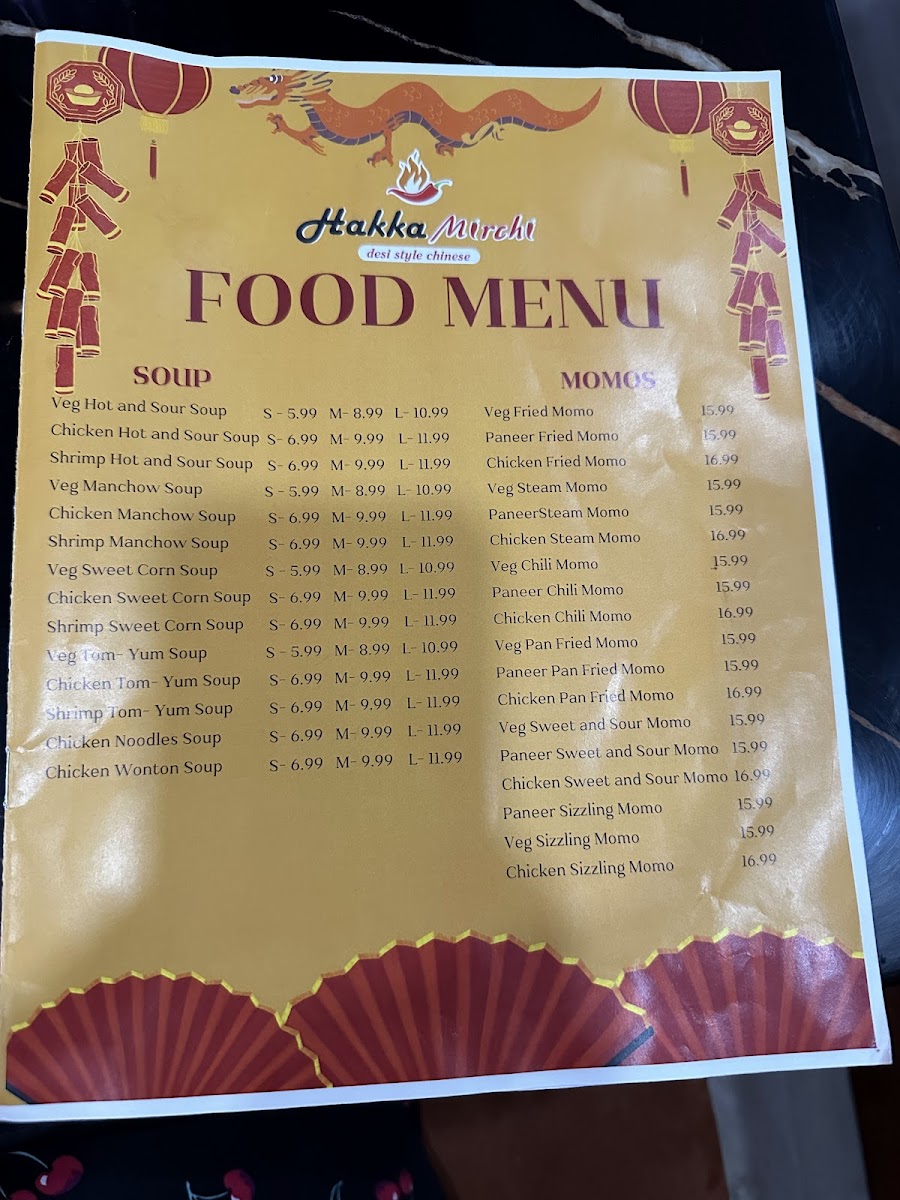 Hakka Mirchi
desi style chinese
FOOD MENU
SOUP
Veg Hot and Sour Soup S - 5.99 M- 8.99 L- 10.99
Chicken Hot and Sour Soup S- 6.99 M- 9.99 L- 11.99
Shrimp Hot and Sour Soup S- 6.99 M- 9.99 L- 11.99
Veg Manchow Soup S - 5.99 M- 8.99 L- 10.99
Chicken Manchow Soup S- 6.99 M- 9.99 L- 11.99
Shrimp Manchow Soup S- 6.99 M- 9.99 L- 11.99
Veg Sweet Corn Soup S - 5.99 M- 8.99 L- 10.99
Chicken Sweet Corn Soup S- 6.99 M- 9.99 L- 11.99
Shrimp Sweet Corn Soup S- 6.99 M- 9.99 L- 11.99
Veg Tom- Yum Soup S - 5.99 M- 8.99 L- 10.99
Chicken Tom- Yum Soup S- 6.99 M- 9.99 L- 11.99
Shrimp Tom- Yum Soup S- 6.99 M- 9.99 L- 11.99
Chicken Noodles Soup S- 6.99 M- 9.99 L- 11.99
Chicken Wonton Soup S- 6.99 M- 9.99 L- 11.99
MOMOS
Veg Fried Momo 15.99
Paneer Fried Momo 15.99
Chicken Fried Momo 16.99
Veg Steam Momo 15.99
PaneerSteam Momo 15.99
Chicken Steam Momo 16.99
Veg Chili Momo 15.99
Paneer Chili Momo 15.99
Chicken Chili Momo 16.99
Veg Pan Fried Momo 15.99
Paneer Pan Fried Momo 15.99
Chicken Pan Fried Momo 16.99
Veg Sweet and Sour Momo 15.99
Paneer Sweet and Sour Momo 15.99
Chicken Sweet and Sour Momo 16.99
Paneer Sizzling Momo 15.99
Veg Sizzling Momo 15.99
Chicken Sizzling Momo 16.99